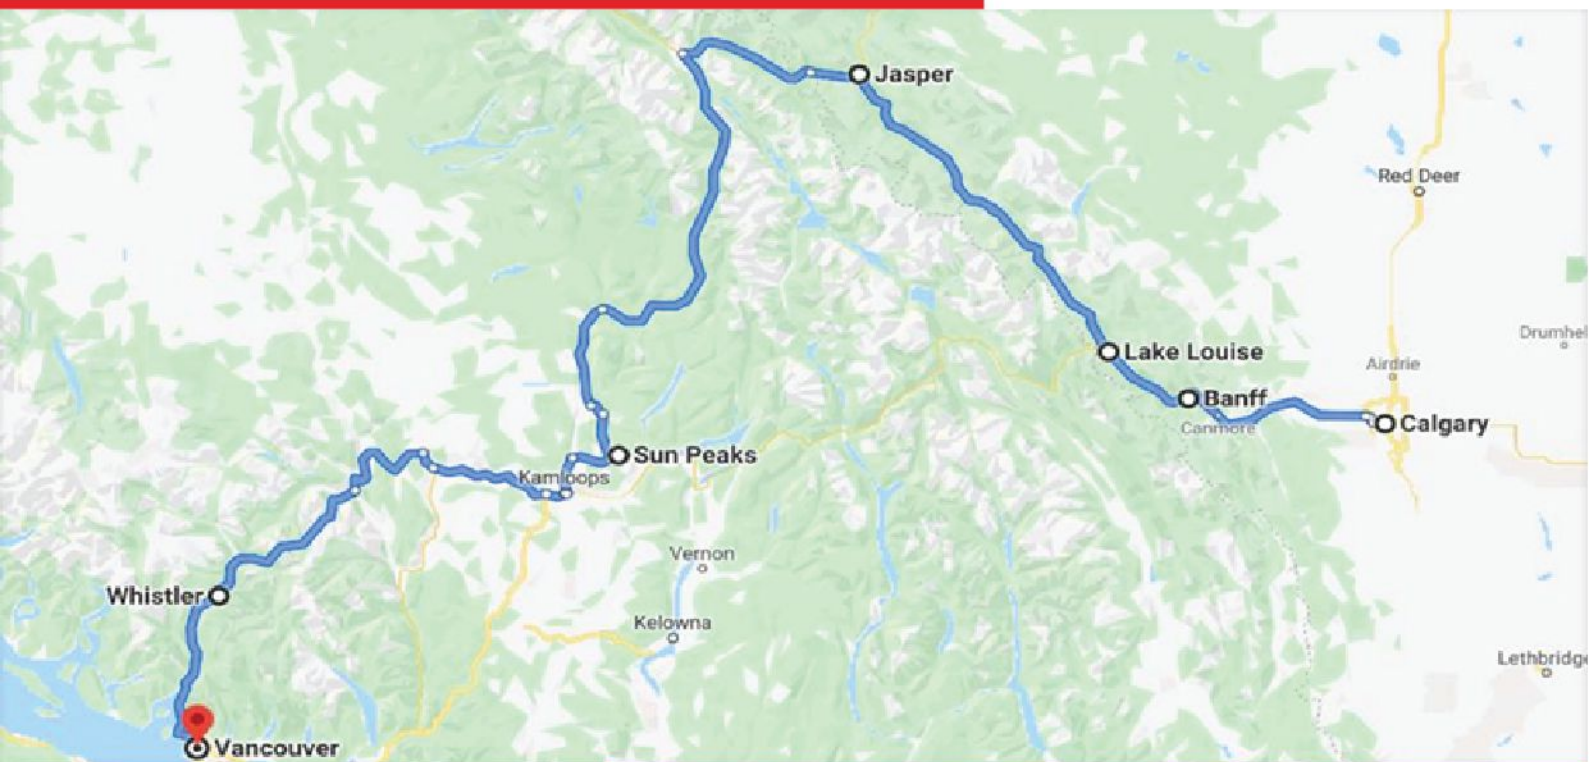 Jasper
Red Deer
Drumhel
Lake Louise
Airdrie
Banff
Calgary
Canmore
Sun Peaks
Kamloops
Vernon
Whistler
Kelowna
Lethbridge
Vancouver